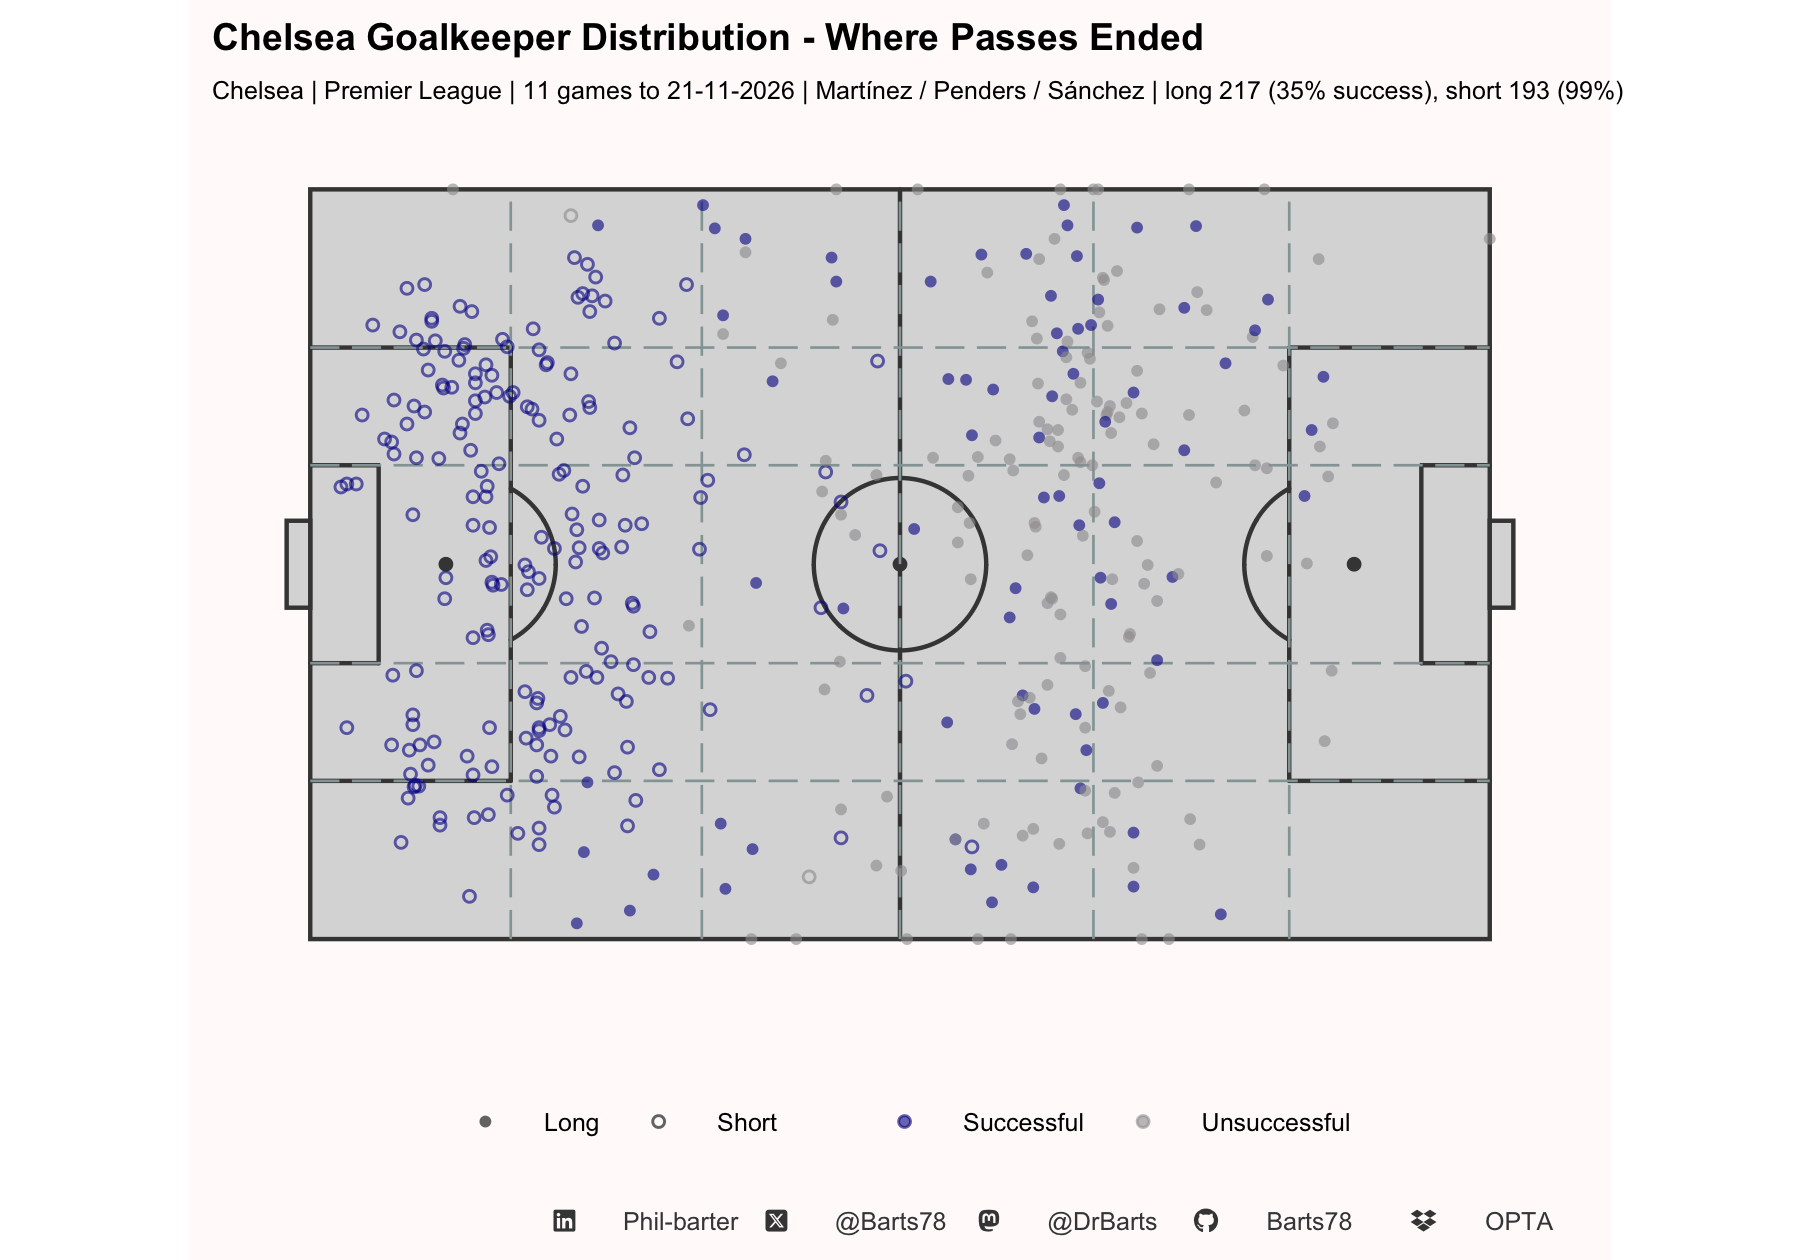 Chelsea Goalkeeper Distribution - Where Passes Ended
Chelsea | Premier League | 11 games to 21-11-2026 | Martínez / Penders / Sánchez | long 217 (35% success), short 193 (99%)
Long Short Successful Unsuccessful
Phil-barter @Barts78 @DrBarts Barts78 OPTA